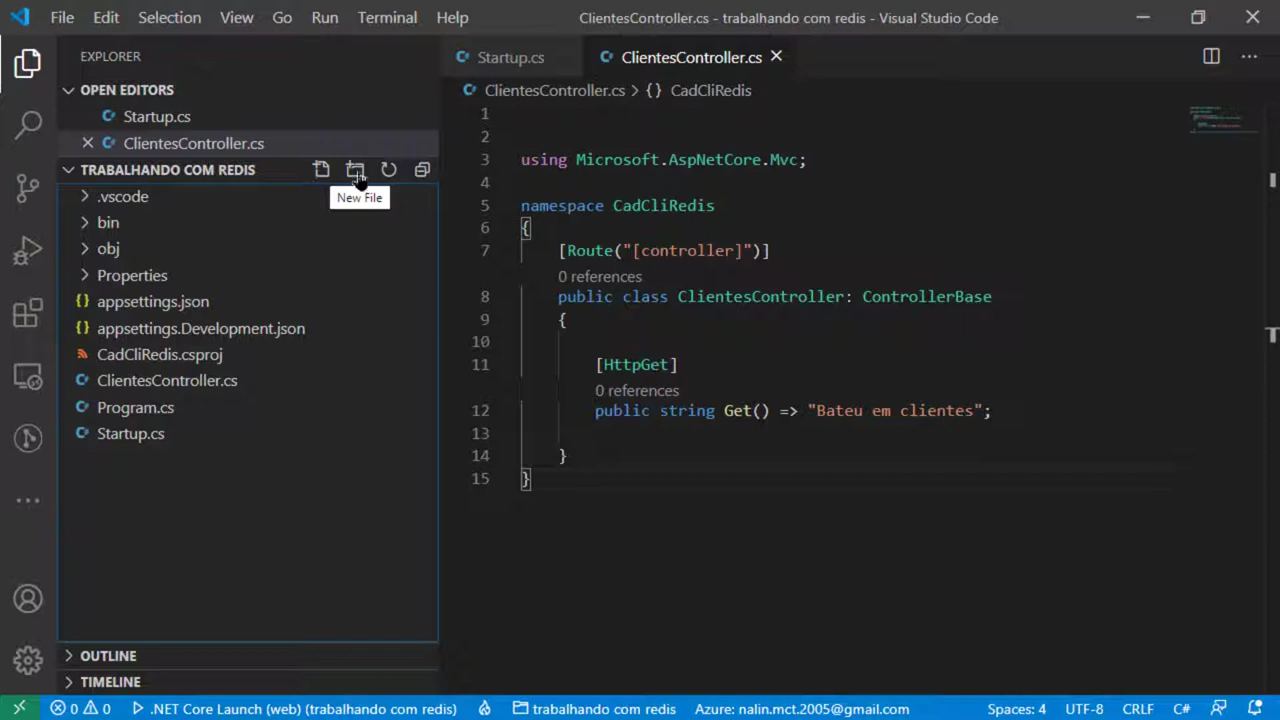 File Edit Selection View Go Run Terminal Help ClientesController.cs - trabalhando com redis - Visual Studio Code
EXPLORER
OPEN EDITORS
Startup.cs
ClientesController.cs
TRABALHANDO COM REDIS
New File
.vscode
bin
obj
Properties
appsettings.json
appsettings.Development.json
CadCliRedis.csproj
ClientesController.cs
Program.cs
Startup.cs
OUTLINE
TIMELINE
Startup.cs ClientesController.cs
ClientesController.cs > {} CadCliRedis
1
2
3 using Microsoft.AspNetCore.Mvc;
4
5 namespace CadCliRedis
6 {
7 [Route("[controller]")]
0 references
8 public class ClientesController: ControllerBase
9 {
10
11 [HttpGet]
0 references
12 public string Get() => "Bateu em clientes";
13
14 }
15 }
0 0 .NET Core Launch (web) (trabalhando com redis) trabalhando com redis Azure: nalin.mct.2005@gmail.com Spaces: 4 UTF-8 CRLF C#